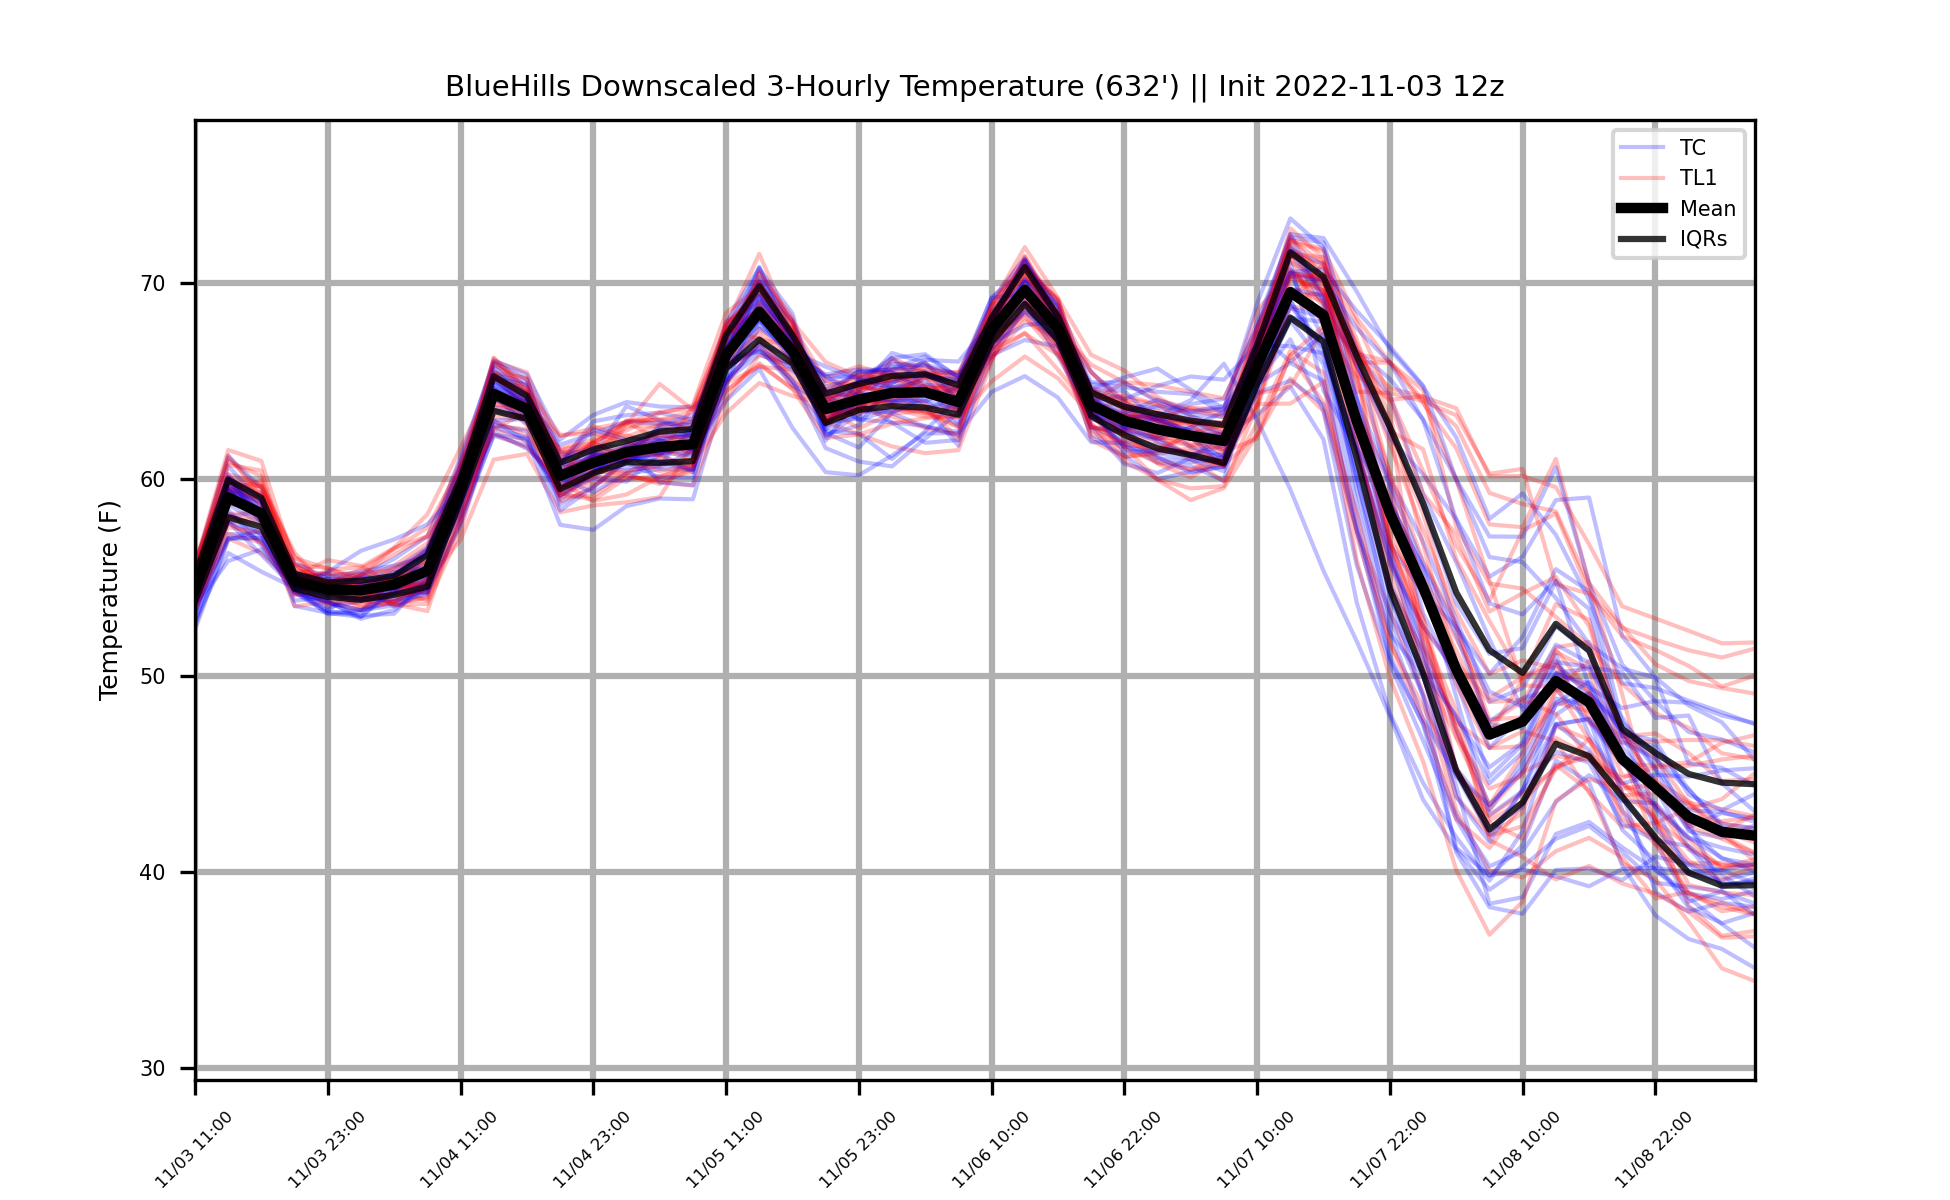 BlueHills Downscaled 3-Hourly Temperature (632') || Init 2022-11-03 12z
TC
TL1
Mean
IQRs
Temperature (F)
70
60
50
40
30
11/03 11:00
11/03 23:00
11/04 11:00
11/04 23:00
11/05 11:00
11/05 23:00
11/06 10:00
11/06 22:00
11/07 10:00
11/07 22:00
11/08 10:00
11/08 22:00